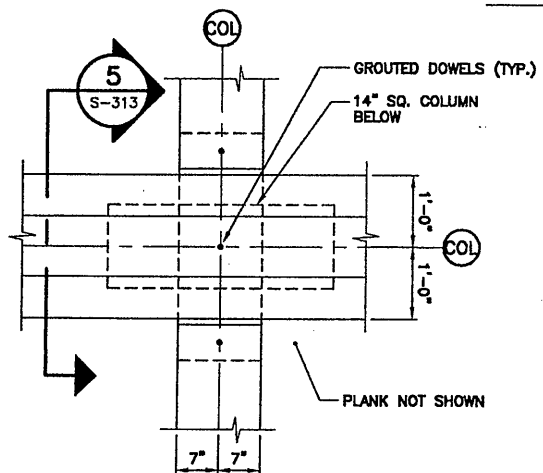 COL
5
S-313
GROUTED DOWELS (TYP.)
14" SQ. COLUMN
BELOW
1'-0"
COL
1'-0"
PLANK NOT SHOWN
7" 7"